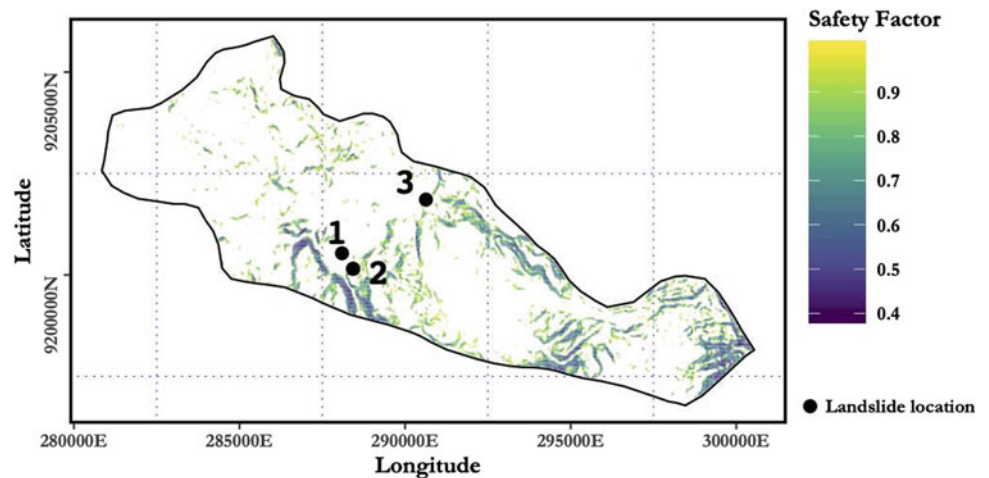 Safety Factor
0.9
0.8
0.7
0.6
0.5
0.4
Landslide location
9205000N
9200000N
Latitude
3
1
2
280000E 285000E 290000E 295000E 300000E
Longitude